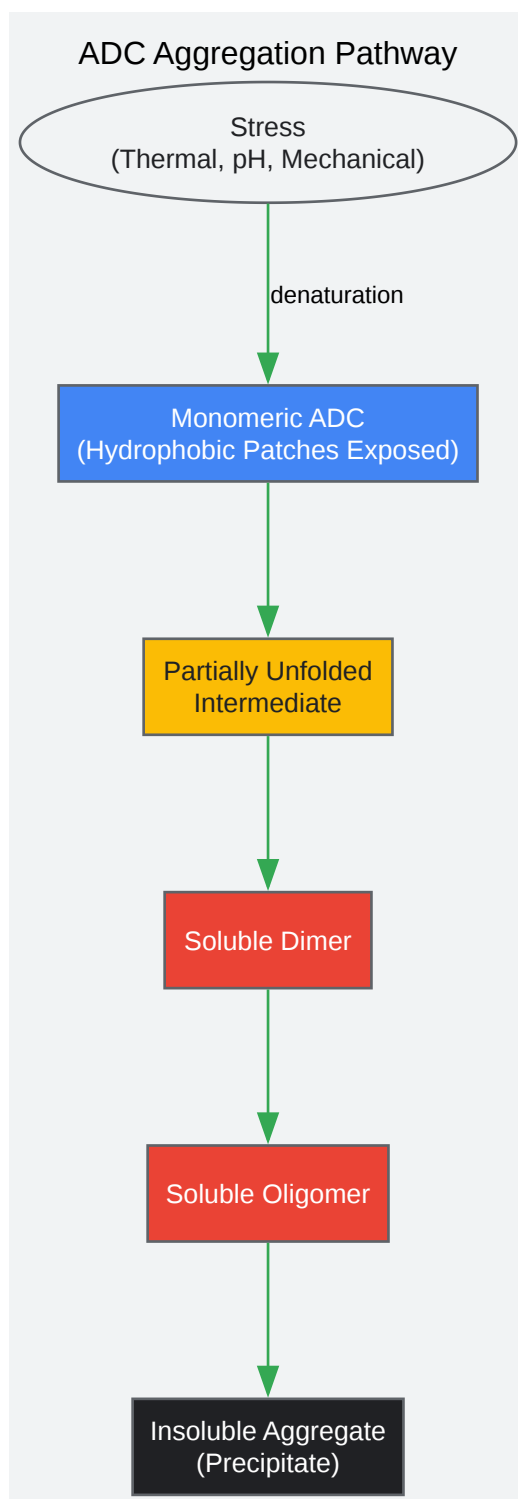 ADC Aggregation Pathway
Stress
(Thermal, pH, Mechanical)
denaturation
Monomeric ADC
(Hydrophobic Patches Exposed)
Partially Unfolded
Intermediate
Soluble Dimer
Soluble Oligomer
Insoluble Aggregate
(Precipitate)